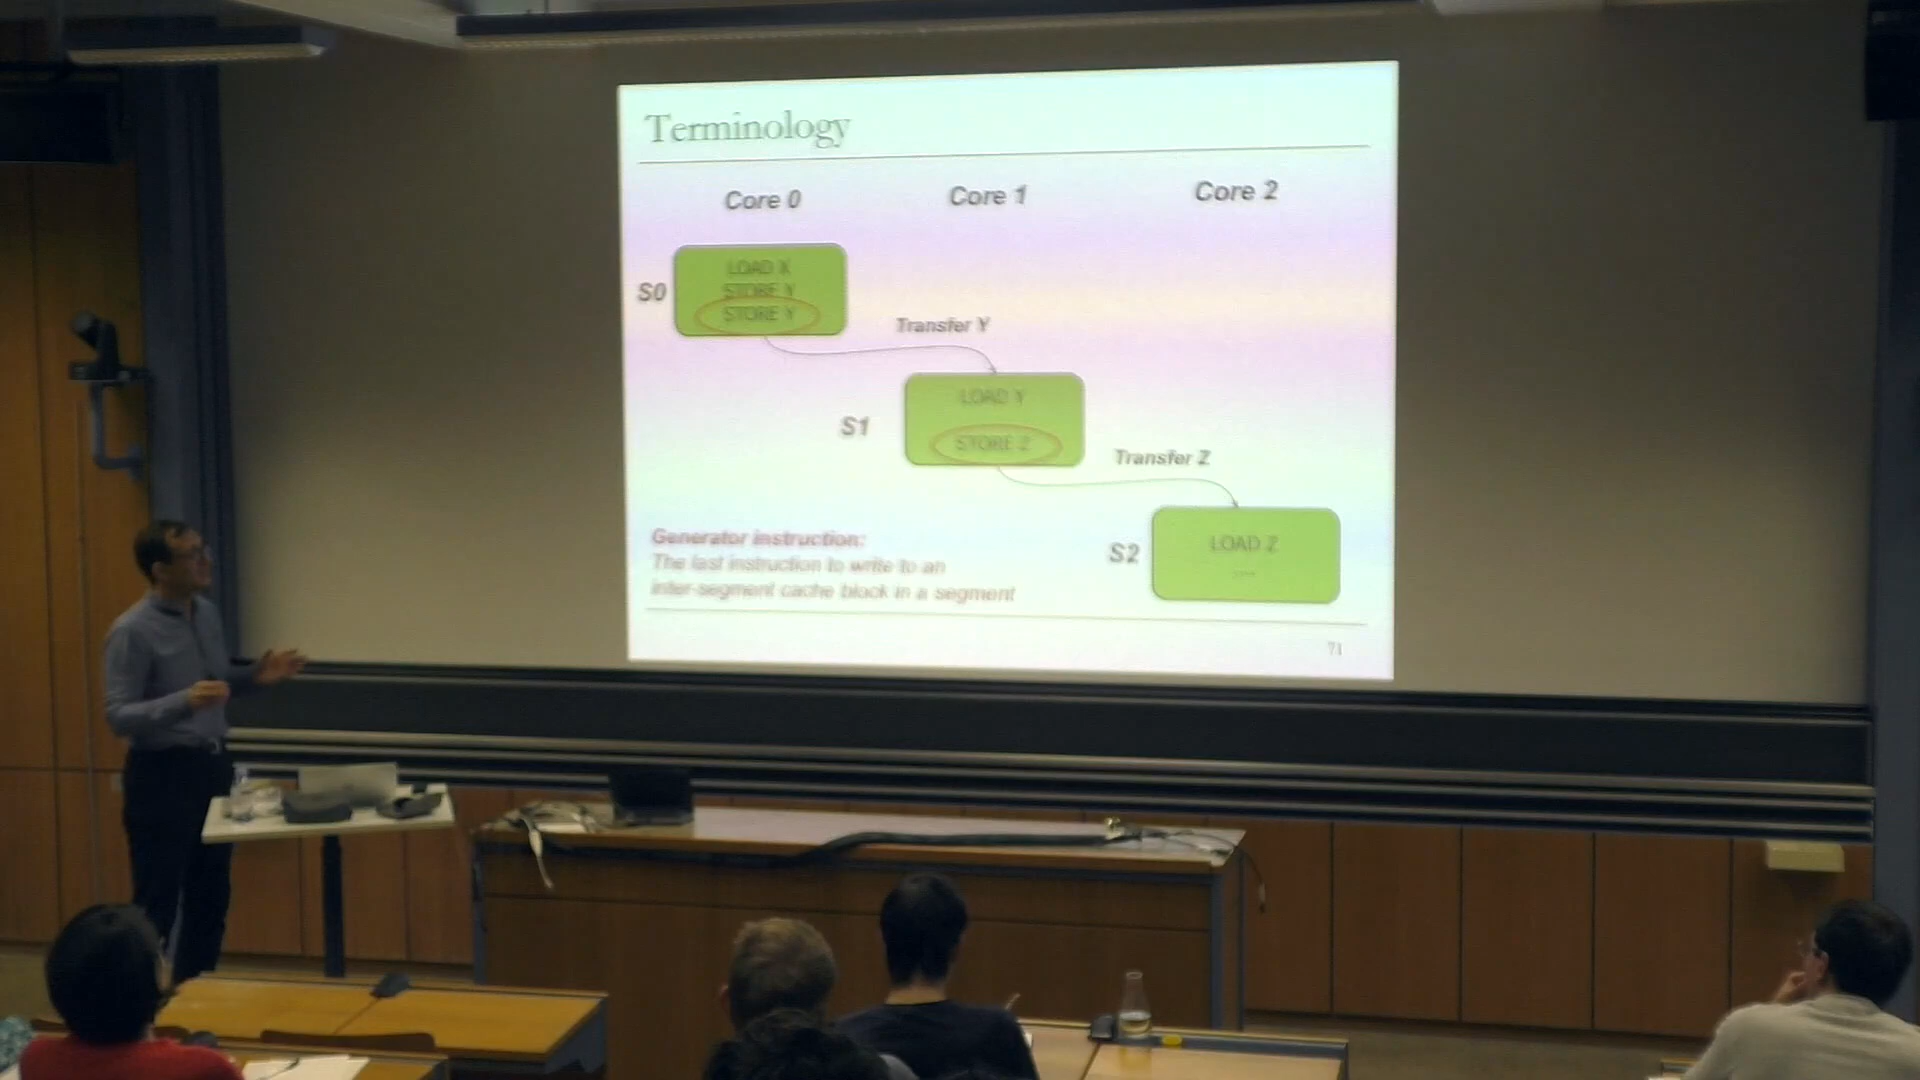 Terminology
Core 0
Core 1
Core 2
S0
LOAD X
STORE Y
STORE Y
Transfer Y
S1
LOAD Y
STORE Z
Transfer Z
S2
LOAD Z
....
Generator instruction:
The last instruction to write to an
inter-segment cache block in a segment
71